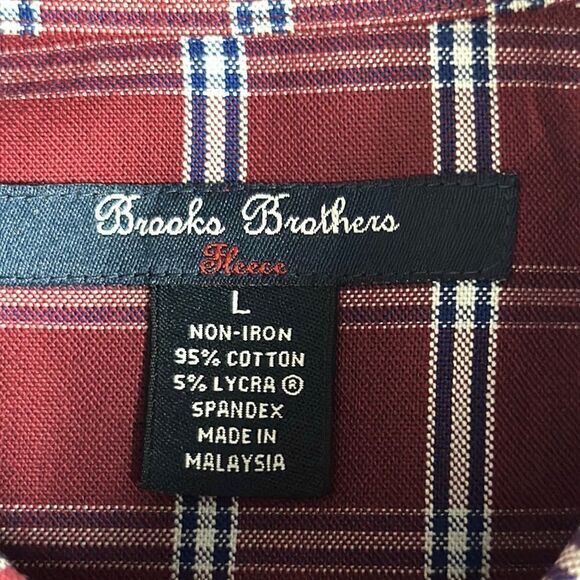 Brooks Brothers
Fleece
L
NON-IRON
95% COTTON
5% LYCRA ®
SPANDEX
MADE IN
MALAYSIA